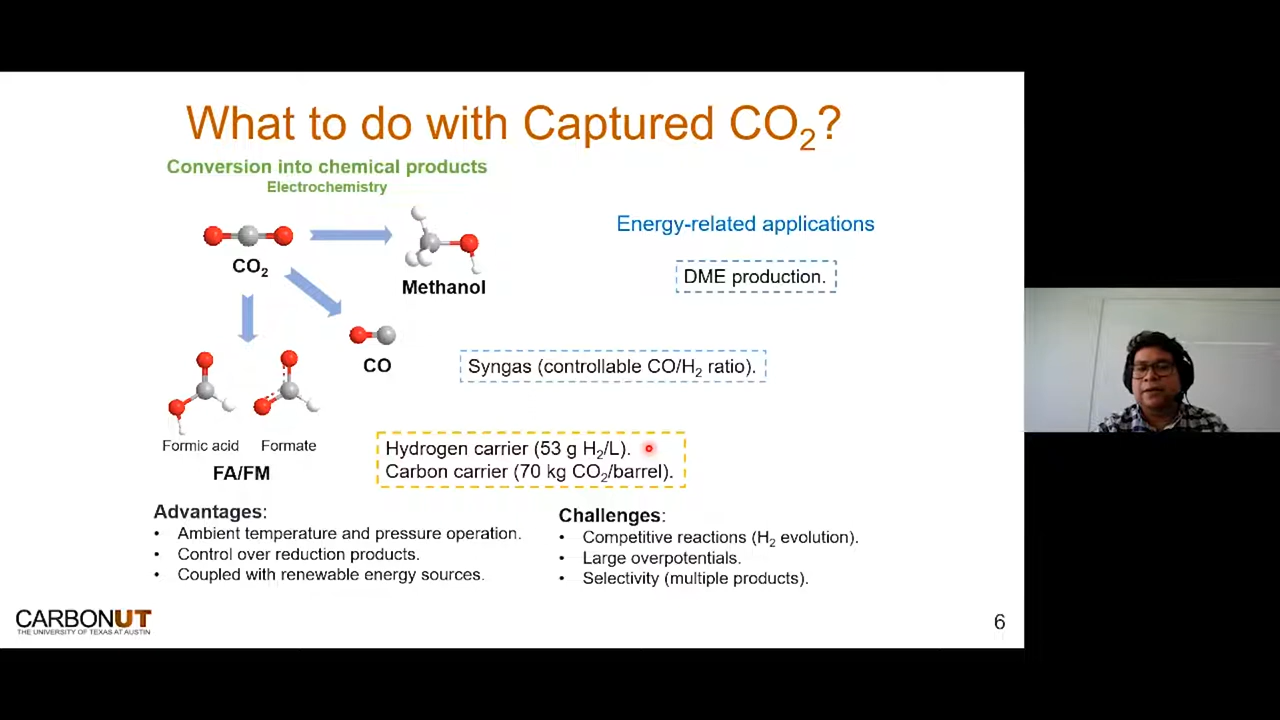 What to do with Captured CO₂?
Conversion into chemical products
Electrochemistry
Energy-related applications
CO₂
Methanol
DME production.
CO
Syngas (controllable CO/H₂ ratio).
Formic acid
Formate
FA/FM
Hydrogen carrier (53 g H₂/L).
Carbon carrier (70 kg CO₂/barrel).
Advantages:
• Ambient temperature and pressure operation.
• Control over reduction products.
• Coupled with renewable energy sources.
Challenges:
• Competitive reactions (H₂ evolution).
• Large overpotentials.
• Selectivity (multiple products).
CARBONUT
THE UNIVERSITY OF TEXAS AT AUSTIN
6